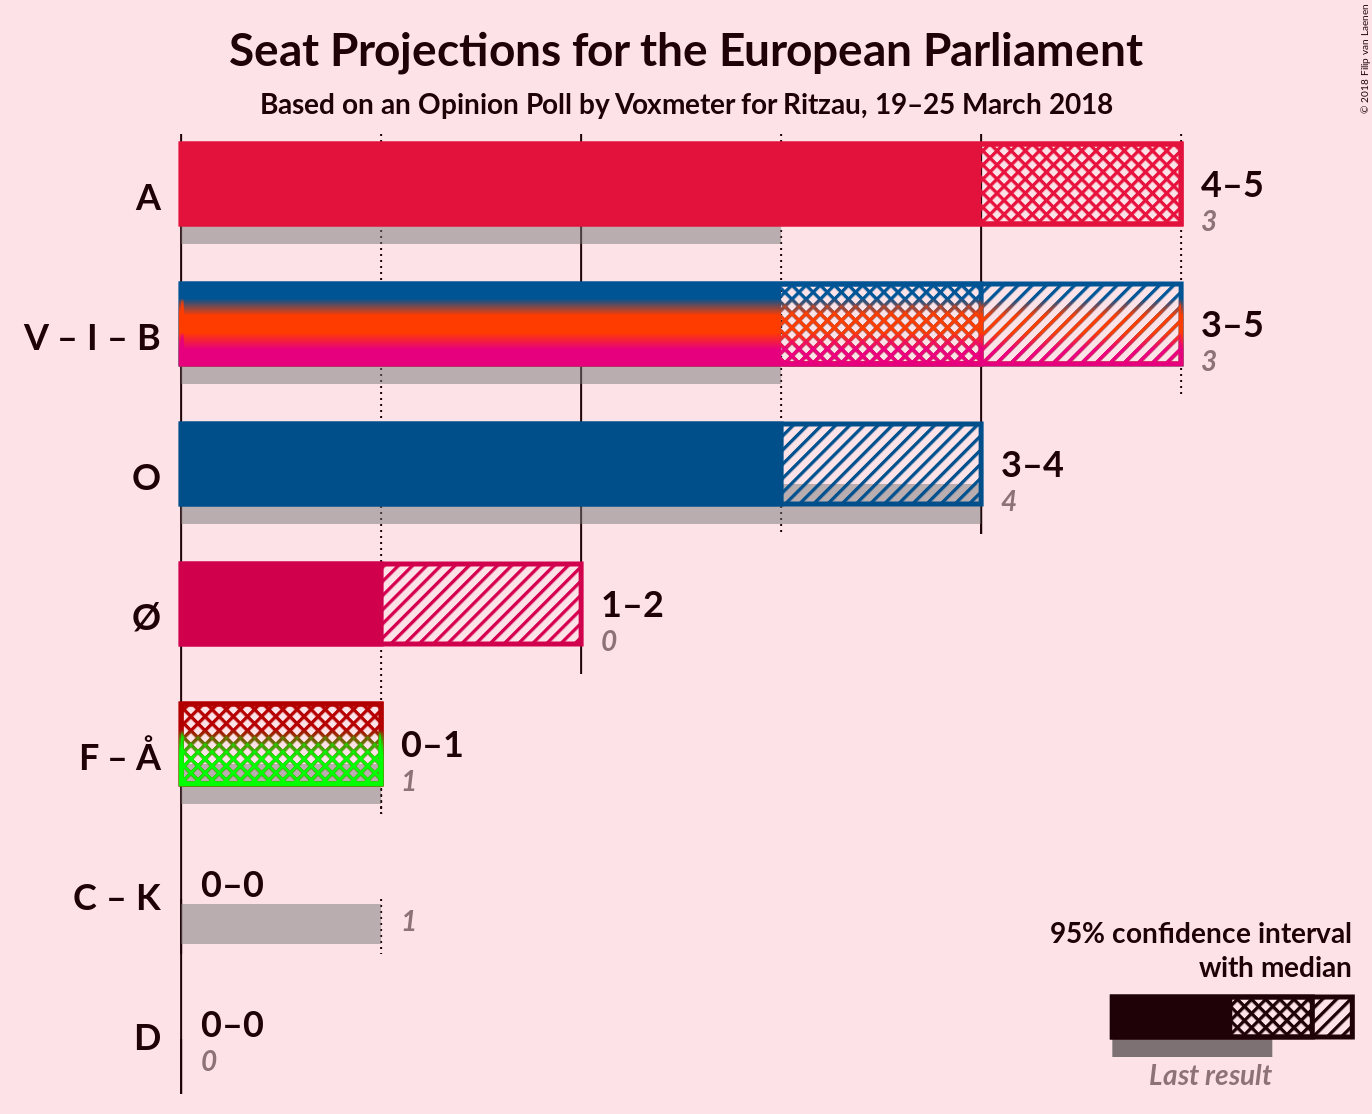 Seat Projections for the European Parliament
Based on an Opinion Poll by Voxmeter for Ritzau, 19–25 March 2018
© 2018 Filip van Laenen
A
4–5
3
V – I – B
3–5
3
O
3–4
4
Ø
1–2
0
F – Å
0–1
1
C – K
0–0
1
D
0–0
0
95% confidence interval
with median
Last result